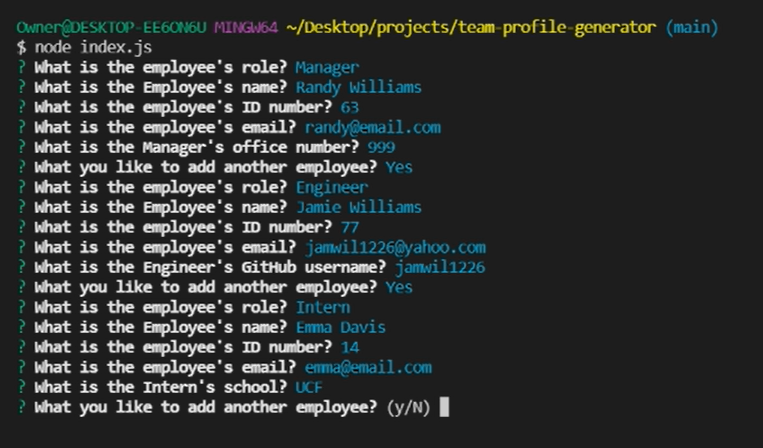 Owner@DESKTOP-EE6ON6U MINGW64 ~/Desktop/projects/team-profile-generator (main)
$ node index.js
? What is the employee's role? Manager
? What is the Employee's name? Randy Williams
? What is the employee's ID number? 63
? What is the employee's email? randy@email.com
? What is the Manager's office number? 999
? What you like to add another employee? Yes
? What is the employee's role? Engineer
? What is the Employee's name? Jamie Williams
? What is the employee's ID number? 77
? What is the employee's email? jamwil1226@yahoo.com
? What is the Engineer's GitHub username? jamwil1226
? What you like to add another employee? Yes
? What is the employee's role? Intern
? What is the Employee's name? Emma Davis
? What is the employee's ID number? 14
? What is the employee's email? emma@email.com
? What is the Intern's school? UCF
? What you like to add another employee? (y/N)